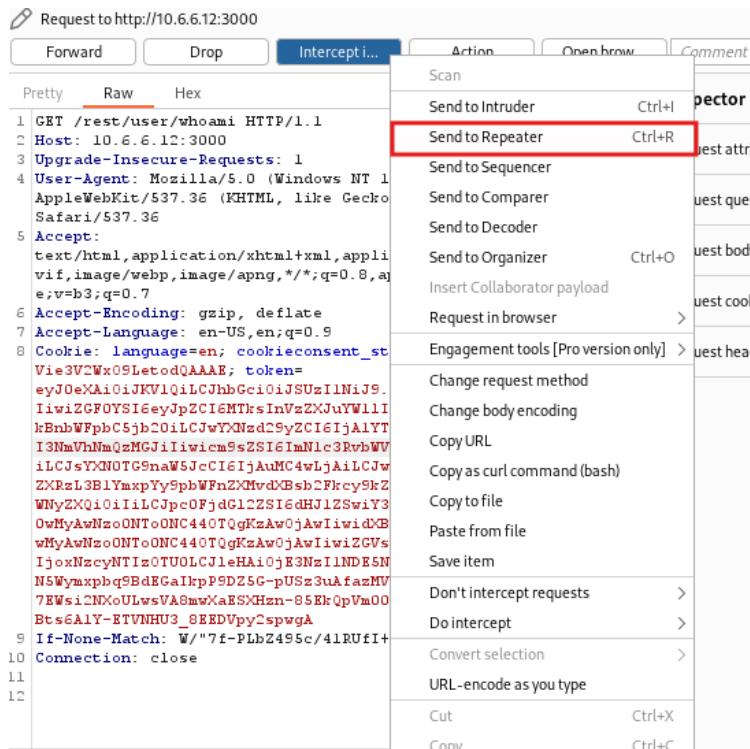 Request to http://10.6.6.12:3000
Forward Drop Intercept i... Action Open brow Comment
Pretty Raw Hex
1 GET /rest/user/whoami HTTP/1.1
2 Host: 10.6.6.12:3000
3 Upgrade-Insecure-Requests: 1
4 User-Agent: Mozilla/5.0 (Windows NT 1
AppleWebKit/537.36 (KHTML, like Gecko
Safari/537.36
5 Accept:
text/html,application/xhtml+xml,appli
vif,image/webp,image/apng,*/*;q=0.8,ap
e;v=b3;q=0.7
6 Accept-Encoding: gzip, deflate
7 Accept-Language: en-US,en;q=0.9
8 Cookie: language=en; cookieconsent_st
Vie3V2Wx09LetodQAAAE; token=
9 If-None-Match: W/"7f-PLbZ495c/41RUfI+
10 Connection: close
11
12
Scan
Send to Intruder Ctrl+I
Send to Repeater Ctrl+R
Send to Sequencer
Send to Comparer
Send to Decoder
Send to Organizer Ctrl+O
Insert Collaborator payload
Request in browser
Engagement tools [Pro version only]
Change request method
Change body encoding
Copy URL
Copy as curl command (bash)
Copy to file
Paste from file
Save item
Don't intercept requests
Do intercept
Convert selection
URL-encode as you type
Cut Ctrl+X
Copy Ctrl+C
pector
uest attr
uest que
uest bod
uest coo
uest hea